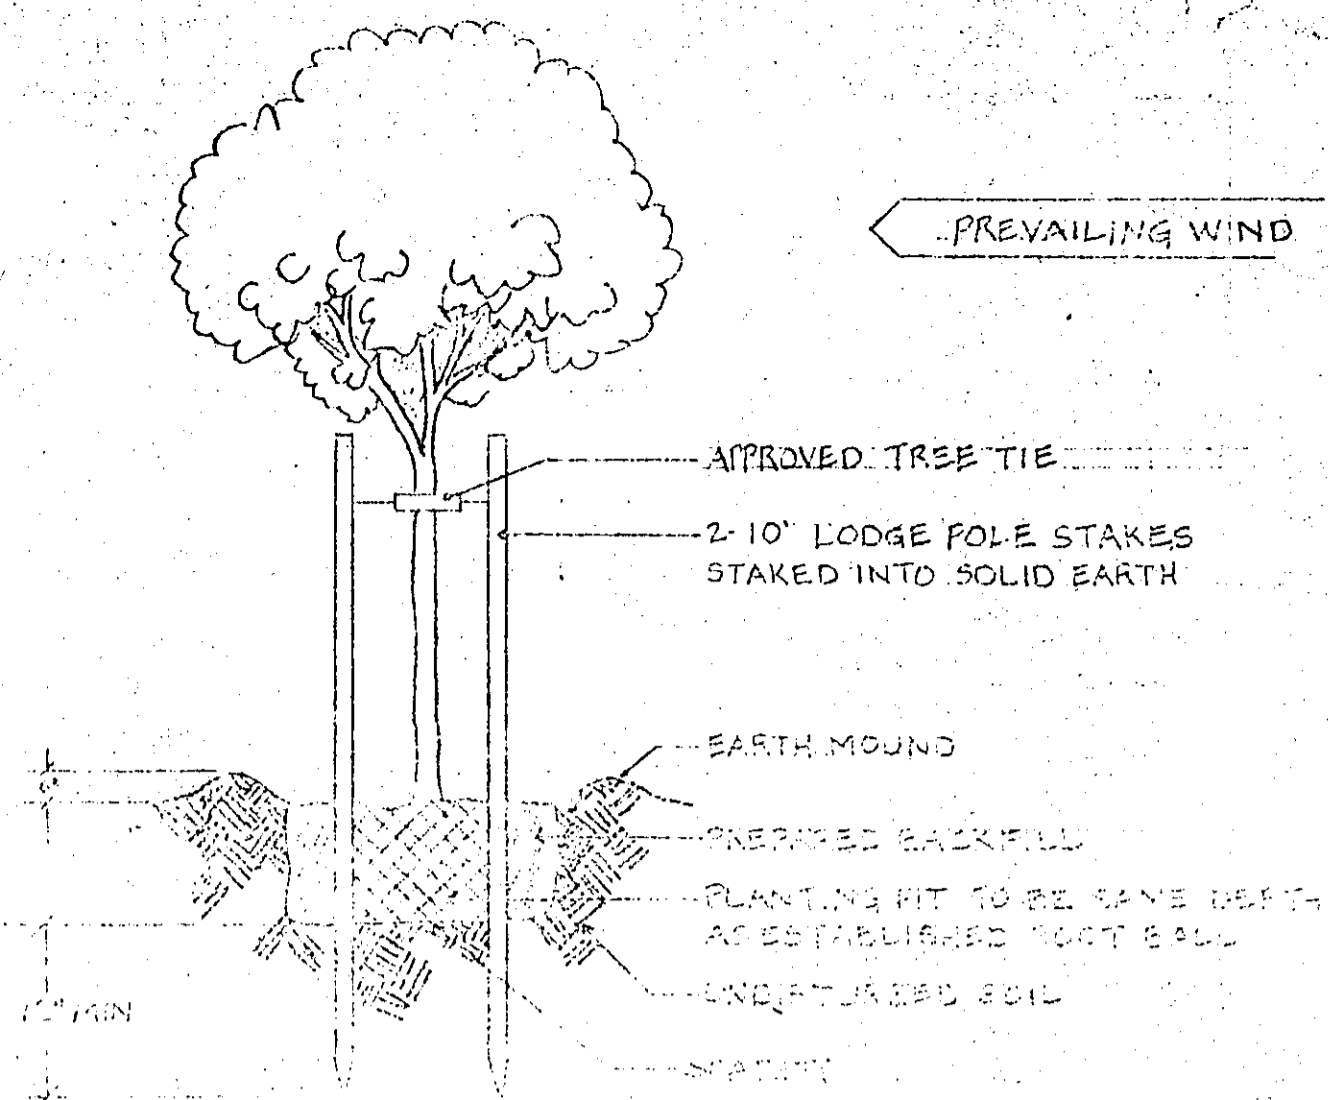 PREVAILING WIND
APPROVED TREE TIE
2-10' LODGE POLE STAKES
STAKED INTO SOLID EARTH
EARTH MOUND
PREPARED BACKFILL
PLANTING PIT TO BE SAME DEPTH
AS ESTABLISHED ROOT BALL
UNDISTURBED SOIL
MIN